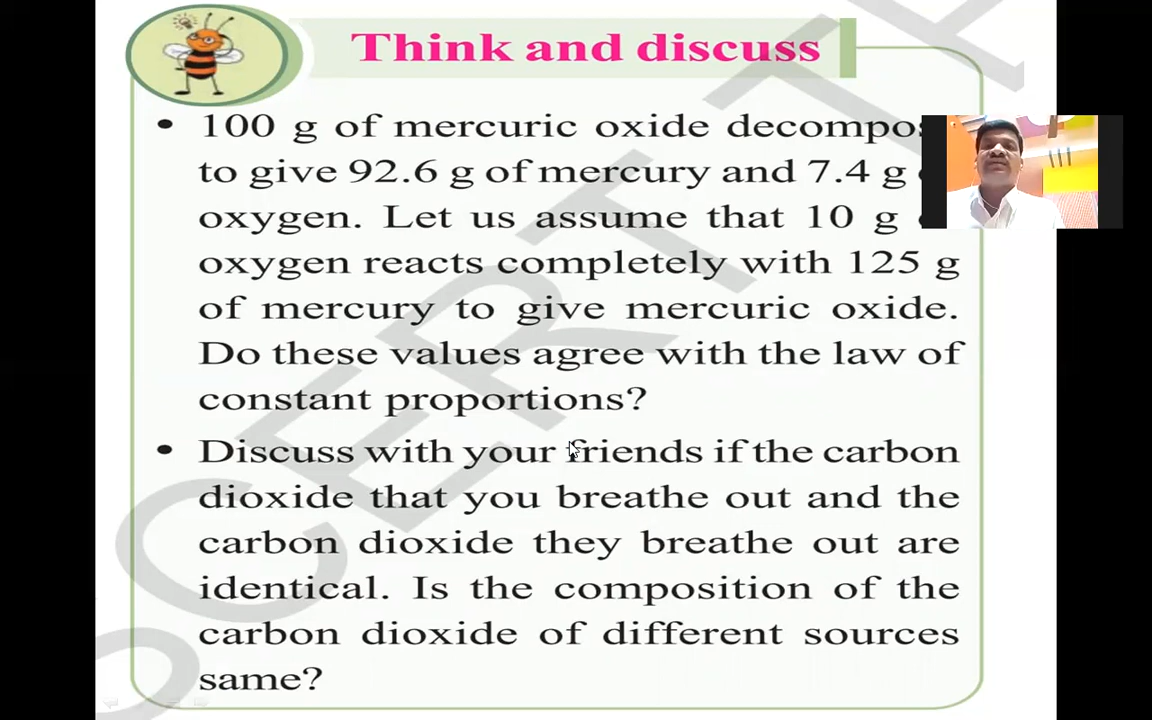 Think and discuss
• 100 g of mercuric oxide decompos
to give 92.6 g of mercury and 7.4 g
oxygen. Let us assume that 10 g
oxygen reacts completely with 125 g
of mercury to give mercuric oxide.
Do these values agree with the law of
constant proportions?
• Discuss with your friends if the carbon
dioxide that you breathe out and the
carbon dioxide they breathe out are
identical. Is the composition of the
carbon dioxide of different sources
same?